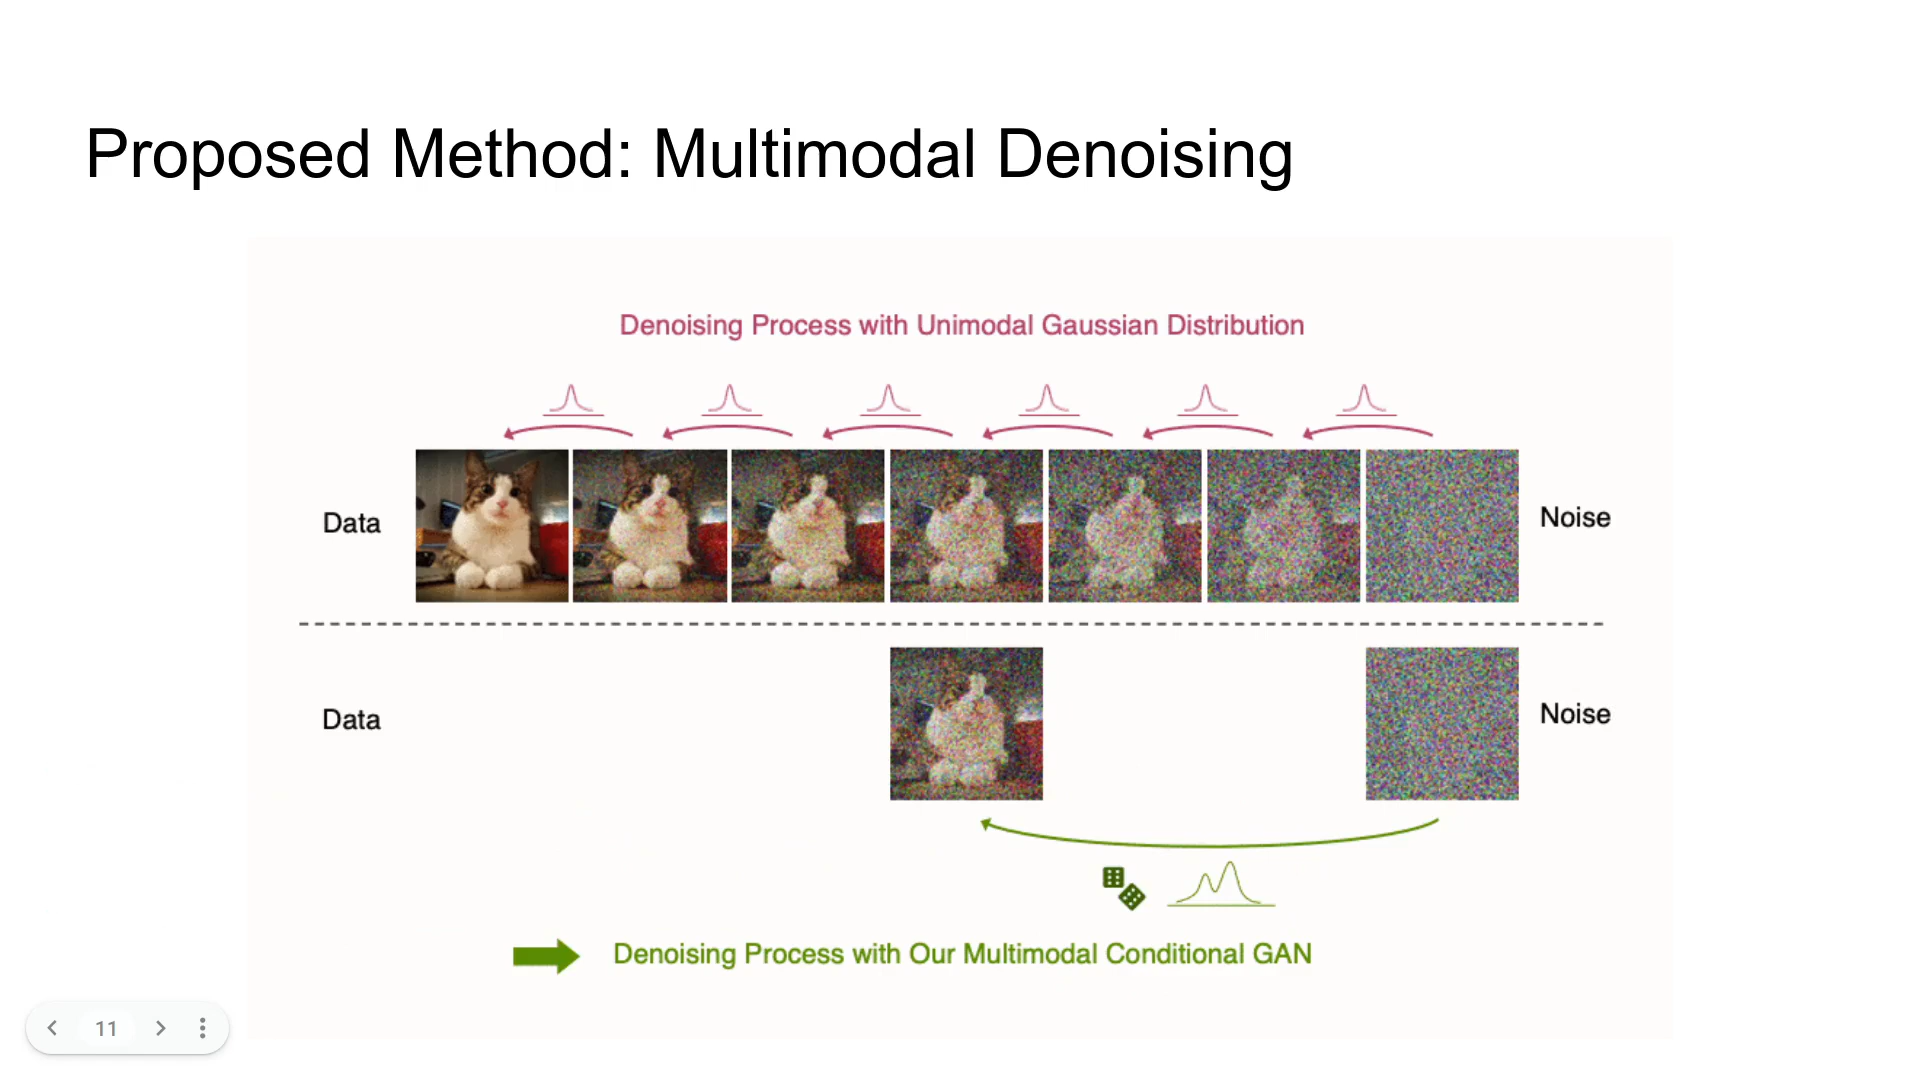 Proposed Method: Multimodal Denoising
Denoising Process with Unimodal Gaussian Distribution
Data
Noise
Data
Noise
Denoising Process with Our Multimodal Conditional GAN
11